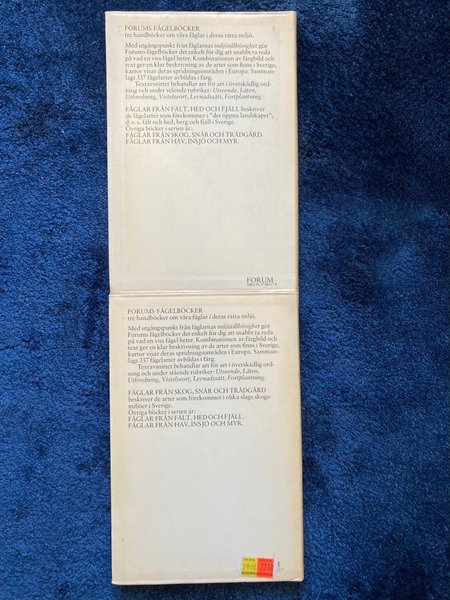 FORUMS FÅGELBÖCKER
– tre handböcker om våra fåglar i deras rätta miljö.
Med utgångspunkt från fåglarnas miljötillhörighet gör
Forums fågelböcker det enkelt för dig att snabbt ta reda
på vad en viss fågel heter. Kombinationen av färgbild och
text ger en klar beskrivning av de arter som finns i Sverige,
kartor visar deras spridningsområden i Europa. Samman-
lagt 337 fågelarter avbildas i färg.
Textavsnittet behandlar art för art i överskådlig ord-
ning och under stående rubriker: Utseende, Läten,
Utbredning, Vistelseort, Levnadssätt, Fortplantning.
FÅGLAR FRÅN FÄLT, HED OCH FJÄLL beskriver
de fågelarter som förekommer i "det öppna landskapet",
d. v. s. fält och hed, berg och fjäll i Sverige.
Övriga böcker i serien är:
FÅGLAR FRÅN SKOG, SNÅR OCH TRÄDGÅRD.
FÅGLAR FRÅN HAV, INSJÖ OCH MYR.
FORUM
FORUMS FÅGELBÖCKER
– tre handböcker om våra fåglar i deras rätta miljö.
Med utgångspunkt från fåglarnas miljötillhörighet gör
Forums fågelböcker det enkelt för dig att snabbt ta reda
på vad en viss fågel heter. Kombinationen av färgbild och
text ger en klar beskrivning av de arter som finns i Sverige,
kartor visar deras spridningsområden i Europa. Samman-
lagt 337 fågelarter avbildas i färg.
Textavsnittet behandlar art för art i överskådlig ord-
ning och under stående rubriker: Utseende, Läten,
Utbredning, Vistelseort, Levnadssätt, Fortplantning.
FÅGLAR FRÅN SKOG, SNÅR OCH TRÄDGÅRD
beskriver de arter som förekommer i olika slags skogs-
miljöer i Sverige.
Övriga böcker i serien är:
FÅGLAR FRÅN FÄLT, HED OCH FJÄLL.
FÅGLAR FRÅN HAV, INSJÖ OCH MYR.